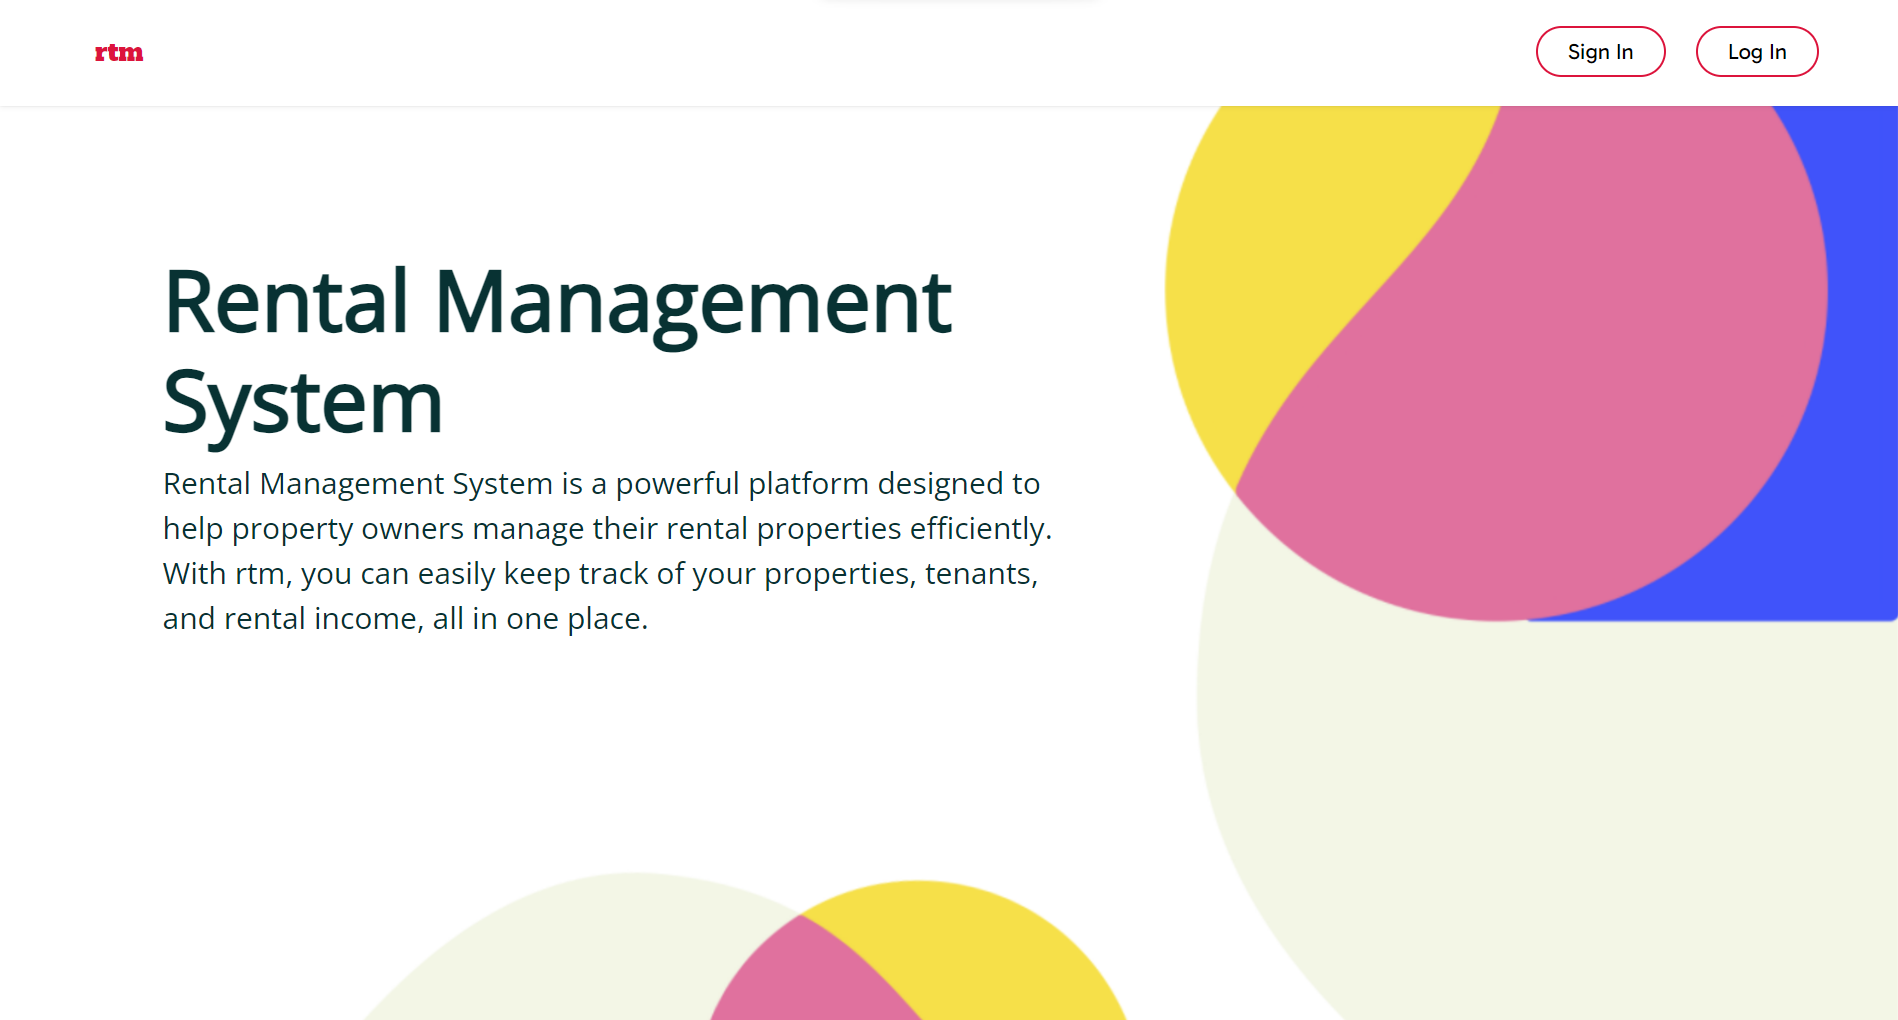 rtm
Sign In
Log In
Rental Management
System
Rental Management System is a powerful platform designed to
help property owners manage their rental properties efficiently.
With rtm, you can easily keep track of your properties, tenants,
and rental income, all in one place.